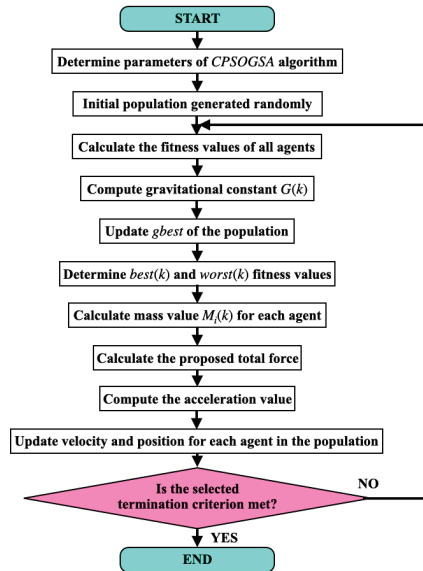 START
Determine parameters of CPSOGSA algorithm
Initial population generated randomly
Calculate the fitness values of all agents
Compute gravitational constant G(k)
Update gbest of the population
Determine best(k) and worst(k) fitness values
Calculate mass value Mᵢ(k) for each agent
Calculate the proposed total force
Compute the acceleration value
Update velocity and position for each agent in the population
Is the selected
termination criterion met?
NO
YES
END